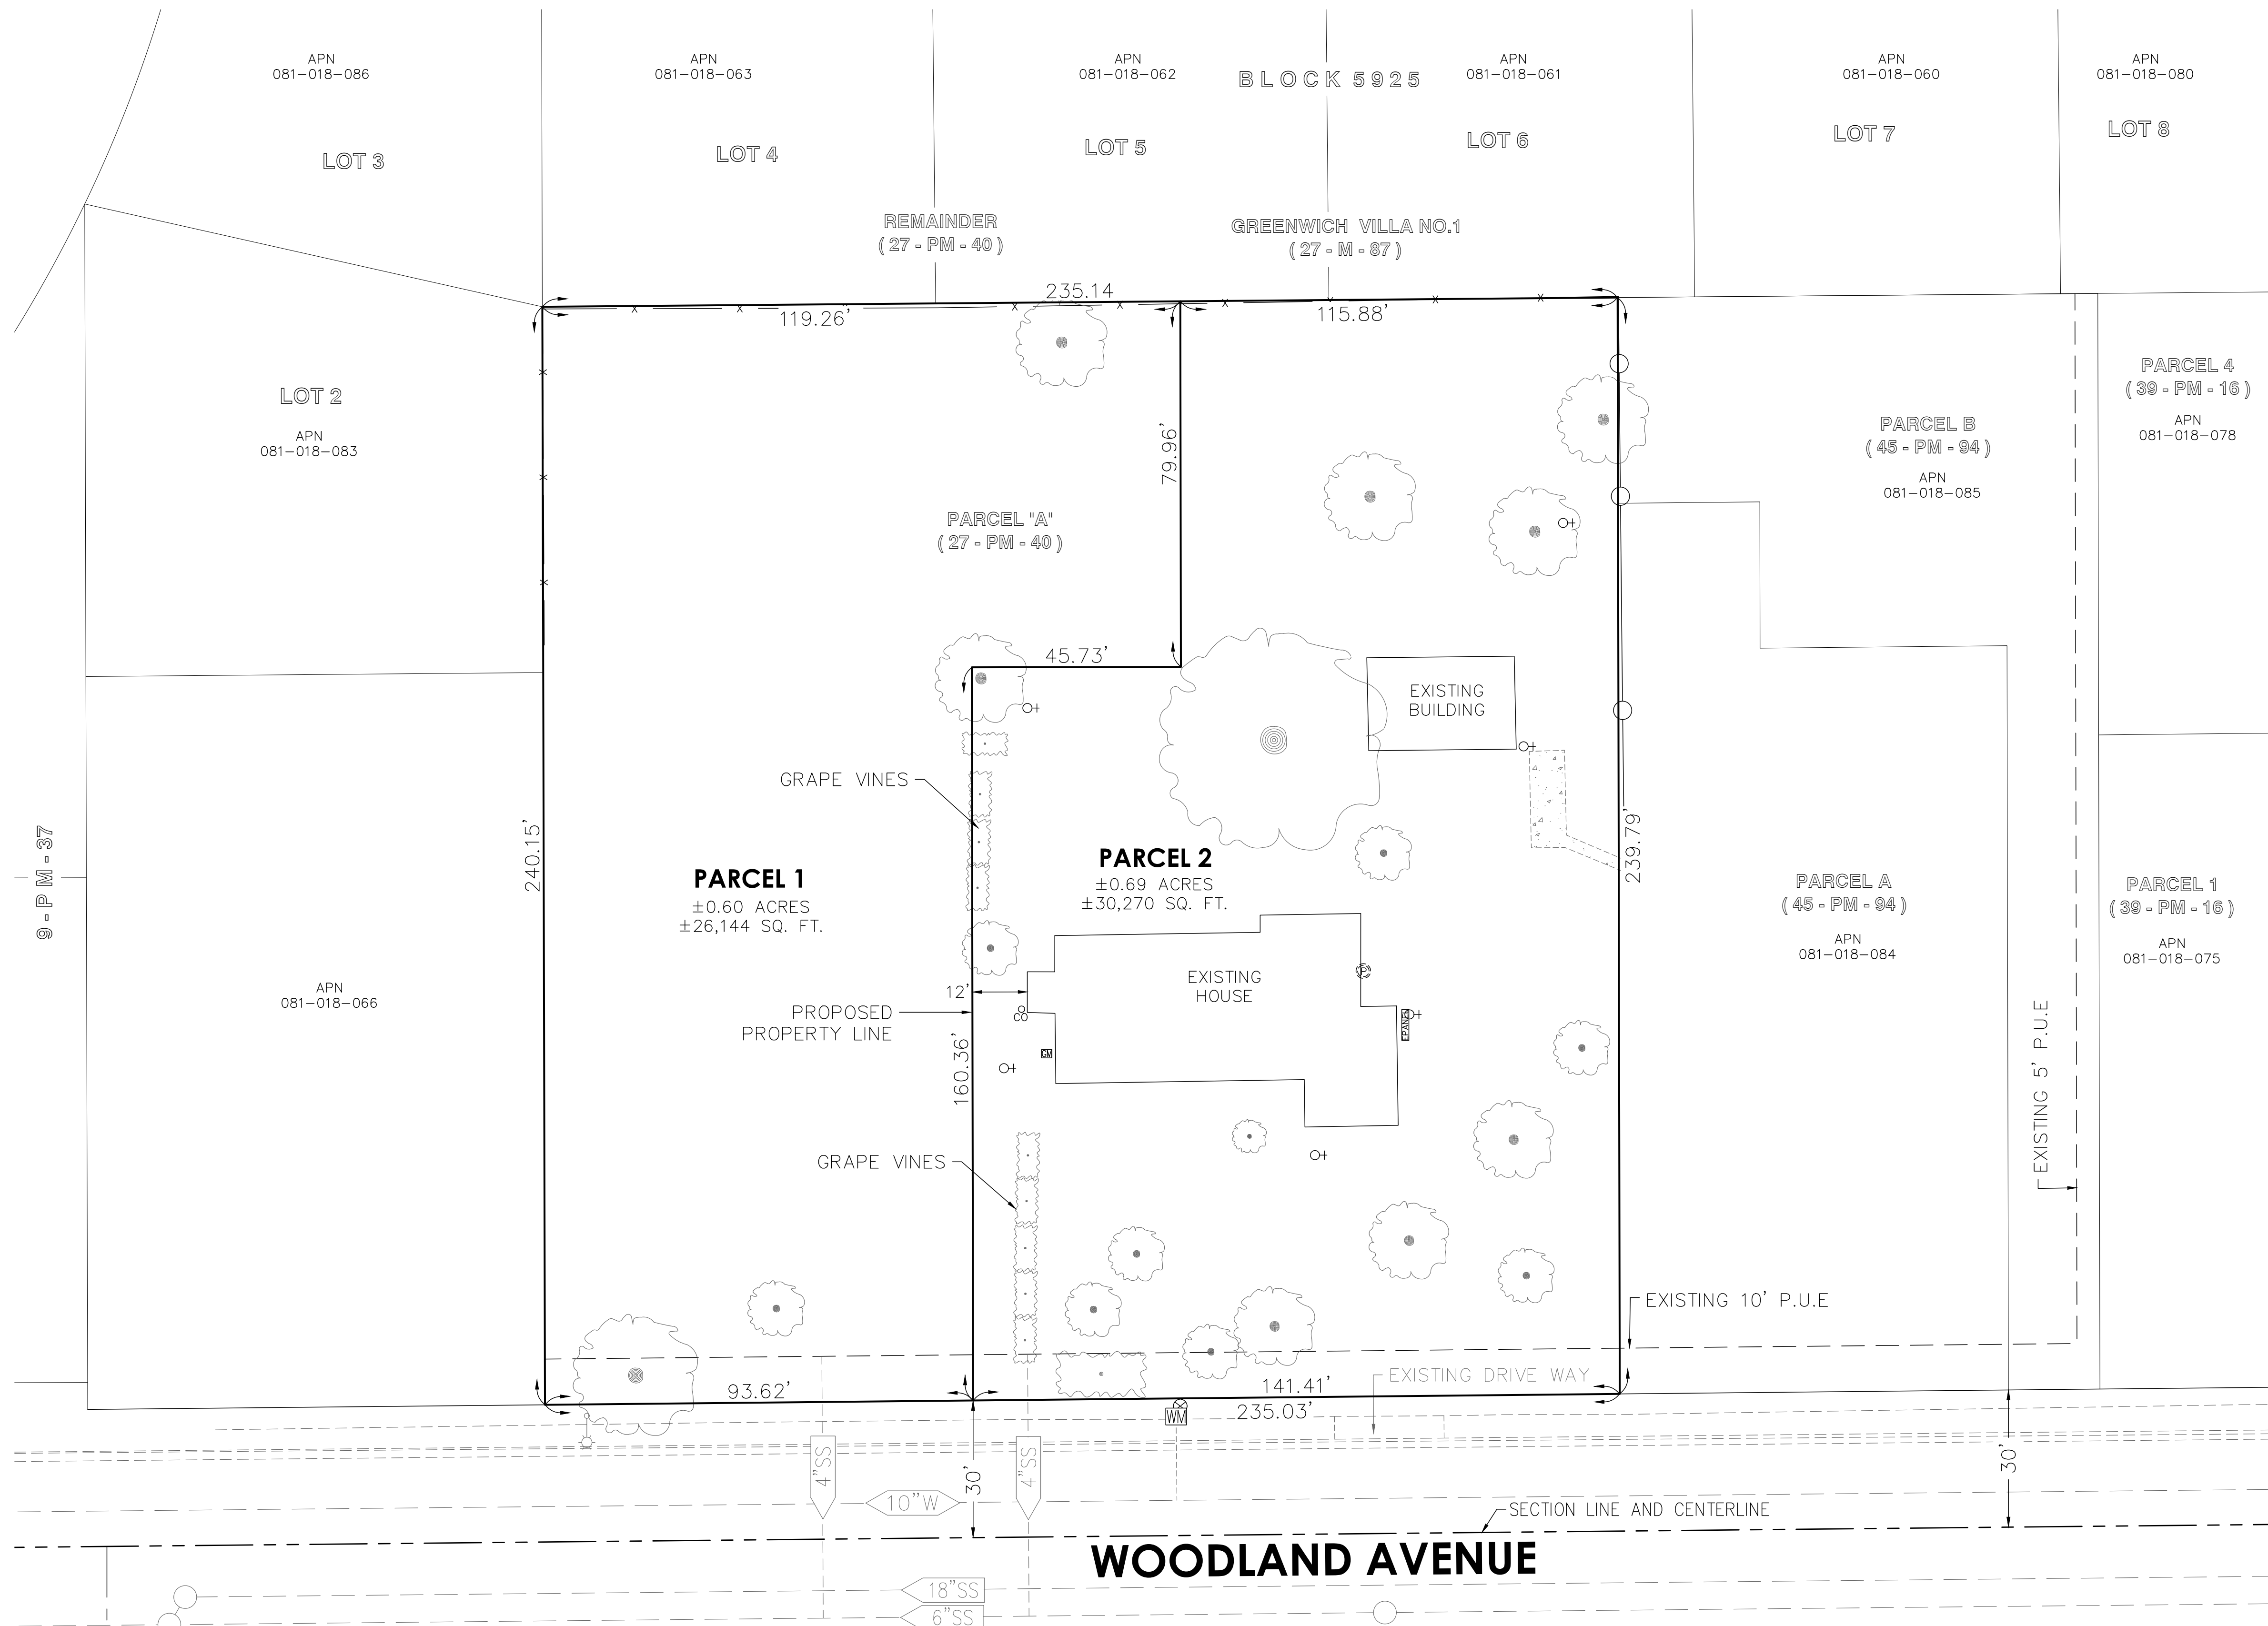 APN
081-018-086
APN
081-018-063
APN
081-018-062
BLOCK 5925
APN
081-018-061
APN
081-018-060
APN
081-018-080
LOT 3
LOT 4
LOT 5
LOT 6
LOT 7
LOT 8
REMAINDER
( 27 - PM - 40 )
GREENWICH VILLA NO.1
( 27 - M - 87 )
235.14
119.26'
115.88'
LOT 2
APN
081-018-083
79.96'
PARCEL "A"
( 27 - PM - 40 )
PARCEL B
( 45 - PM - 94 )
APN
081-018-085
PARCEL 4
( 39 - PM - 16 )
APN
081-018-078
45.73'
EXISTING
BUILDING
GRAPE VINES
9 - P M - 37
240.15'
PARCEL 1
±0.60 ACRES
±26,144 SQ. FT.
PARCEL 2
±0.69 ACRES
±30,270 SQ. FT.
239.79'
PARCEL A
( 45 - PM - 94 )
APN
081-018-084
PARCEL 1
( 39 - PM - 16 )
APN
081-018-075
APN
081-018-066
12'
EXISTING
HOUSE
P
CO
PROPOSED
PROPERTY LINE
GM
EPANEL
160.36'
EXISTING 5' P.U.E
GRAPE VINES
EXISTING 10' P.U.E
EXISTING DRIVE WAY
93.62'
141.41'
WM
235.03'
4"SS
30'
4"SS
30'
10"W
SECTION LINE AND CENTERLINE
WOODLAND AVENUE
18"SS
6"SS